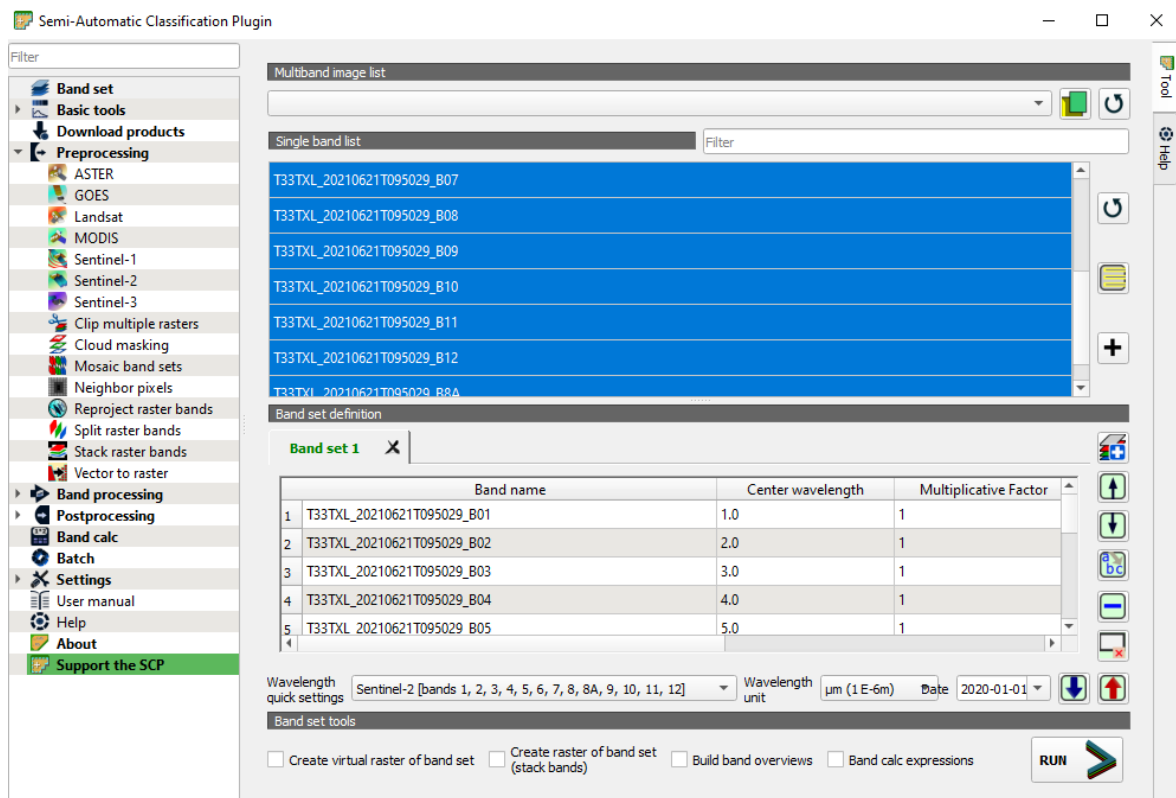 Semi-Automatic Classification Plugin
Filter
Band set
Basic tools
Download products
Preprocessing
ASTER
GOES
Landsat
MODIS
Sentinel-1
Sentinel-2
Sentinel-3
Clip multiple rasters
Cloud masking
Mosaic band sets
Neighbor pixels
Reproject raster bands
Split raster bands
Stack raster bands
Vector to raster
Band processing
Postprocessing
Band calc
Batch
Settings
User manual
Help
About
Support the SCP
Multiband image list
Single band list
Filter
T33TXL_20210621T095029_B07
T33TXL_20210621T095029_B08
T33TXL_20210621T095029_B09
T33TXL_20210621T095029_B10
T33TXL_20210621T095029_B11
T33TXL_20210621T095029_B12
T33TXL_20210621T095029_B8A
Band set definition
Band set 1
Band name Center wavelength Multiplicative Factor
1 T33TXL_20210621T095029_B01 1.0 1
2 T33TXL_20210621T095029_B02 2.0 1
3 T33TXL_20210621T095029_B03 3.0 1
4 T33TXL_20210621T095029_B04 4.0 1
5 T33TXL_20210621T095029_B05 5.0 1
a bc
Wavelength
quick settings
Sentinel-2 [bands 1, 2, 3, 4, 5, 6, 7, 8, 8A, 9, 10, 11, 12]
Wavelength
unit
µm (1 E-6m)
Date
2020-01-01
Band set tools
Create virtual raster of band set
Create raster of band set
(stack bands)
Build band overviews
Band calc expressions
RUN
Tool
Help